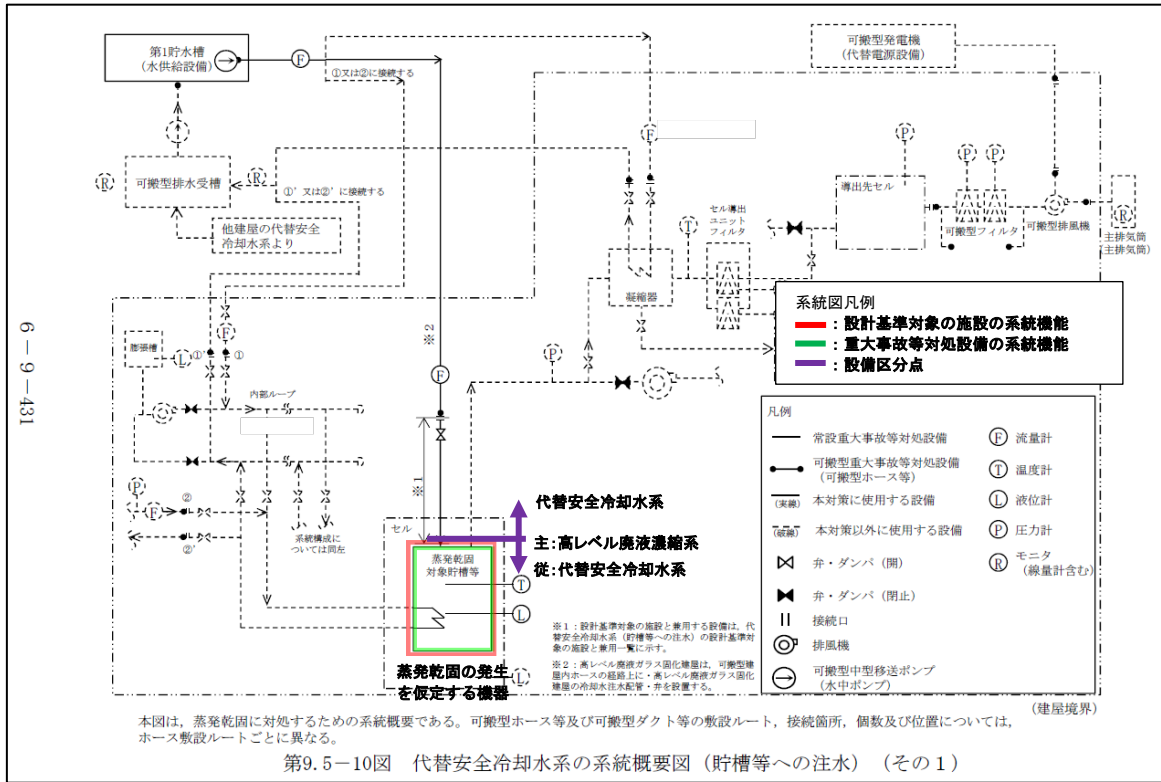 第1貯水槽
(水供給設備)
F
①又は②に接続する
可搬型発電機
(代替電源設備)
F
P
P
P
R
可搬型排水受槽
R
①’又は②’に接続する
他建屋の代替安全
冷却水系より
導出先セル
セル導出
ユニット
フィルタ
T
可搬型フィルタ
可搬型排風機
R
主排気筒
(主排気筒)
凝縮器
系統図凡例
:設計基準対象の施設の系統機能
:重大事故等対処設備の系統機能
:設備区分点
6-9-431
膨張槽
L
F
①’
①
※2
F
P
内部ループ
P
F
②
②’
系統構成に
ついては同左
※1
凡例
常設重大事故等対処設備
可搬型重大事故等対処設備
(可搬型ホース等)
(実線)
本対策に使用する設備
(破線)
本対策以外に使用する設備
弁・ダンパ(開)
弁・ダンパ(閉止)
接続口
排風機
可搬型中型移送ポンプ
(水中ポンプ)
F 流量計
T 温度計
L 液位計
P 圧力計
R モニタ
(線量計含む)
セル
代替安全冷却水系
主:高レベル廃液濃縮系
従:代替安全冷却水系
蒸発乾固
対象貯槽等
T
L
L
蒸発乾固の発生
を仮定する機器
※1:設計基準対象の施設と兼用する設備は,代
替安全冷却水系(貯槽等への注水)の設計基準対
象の施設と兼用一覧に示す。
※2:高レベル廃液ガラス固化建屋は,可搬型建
屋内ホースの経路上に・高レベル廃液ガラス固化
建屋の冷却水注水配管・弁を設置する。
(建屋境界)
本図は,蒸発乾固に対処するための系統概要である。可搬型ホース等及び可搬型ダクト等の敷設ルート,接続箇所,個数及び位置については,
ホース敷設ルートごとに異なる。
第9.5-10図 代替安全冷却水系の系統概要図(貯槽等への注水)(その1)